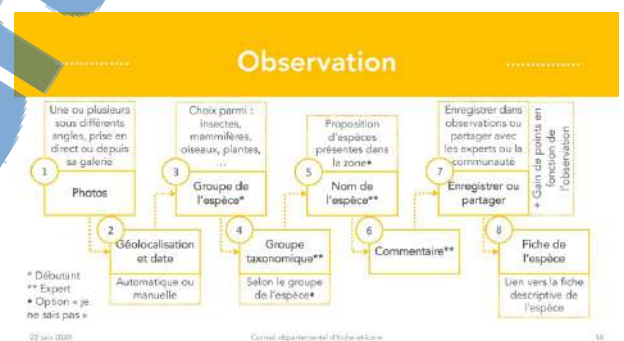 Observation
Une ou plusieurs
sous différents
angles, prise en
direct ou depuis
sa galerie
1
Photos
2
Géolocalisation
et date
Automatique ou
manuelle
Choix parmi :
insectes,
mammifères,
oiseaux, plantes,
...
3
Groupe de
l'espèce*
4
Groupe
taxonomique**
Selon le groupe
de l'espèce•
Proposition
d'espèces
présentes dans
la zone•
5
Nom de
l'espèce**
6
Commentaire**
Enregistrer dans
observations ou
partager avec
les experts ou la
communauté
7
Enregistrer ou
partager
+ Gain de points en
fonction de
l'observation
8
Fiche de
l'espèce
Lien vers la fiche
descriptive de
l'espèce
* Débutant
** Expert
• Option « je
ne sais pas »
22 juin 2020
Conseil départemental d'Indre-et-Loire